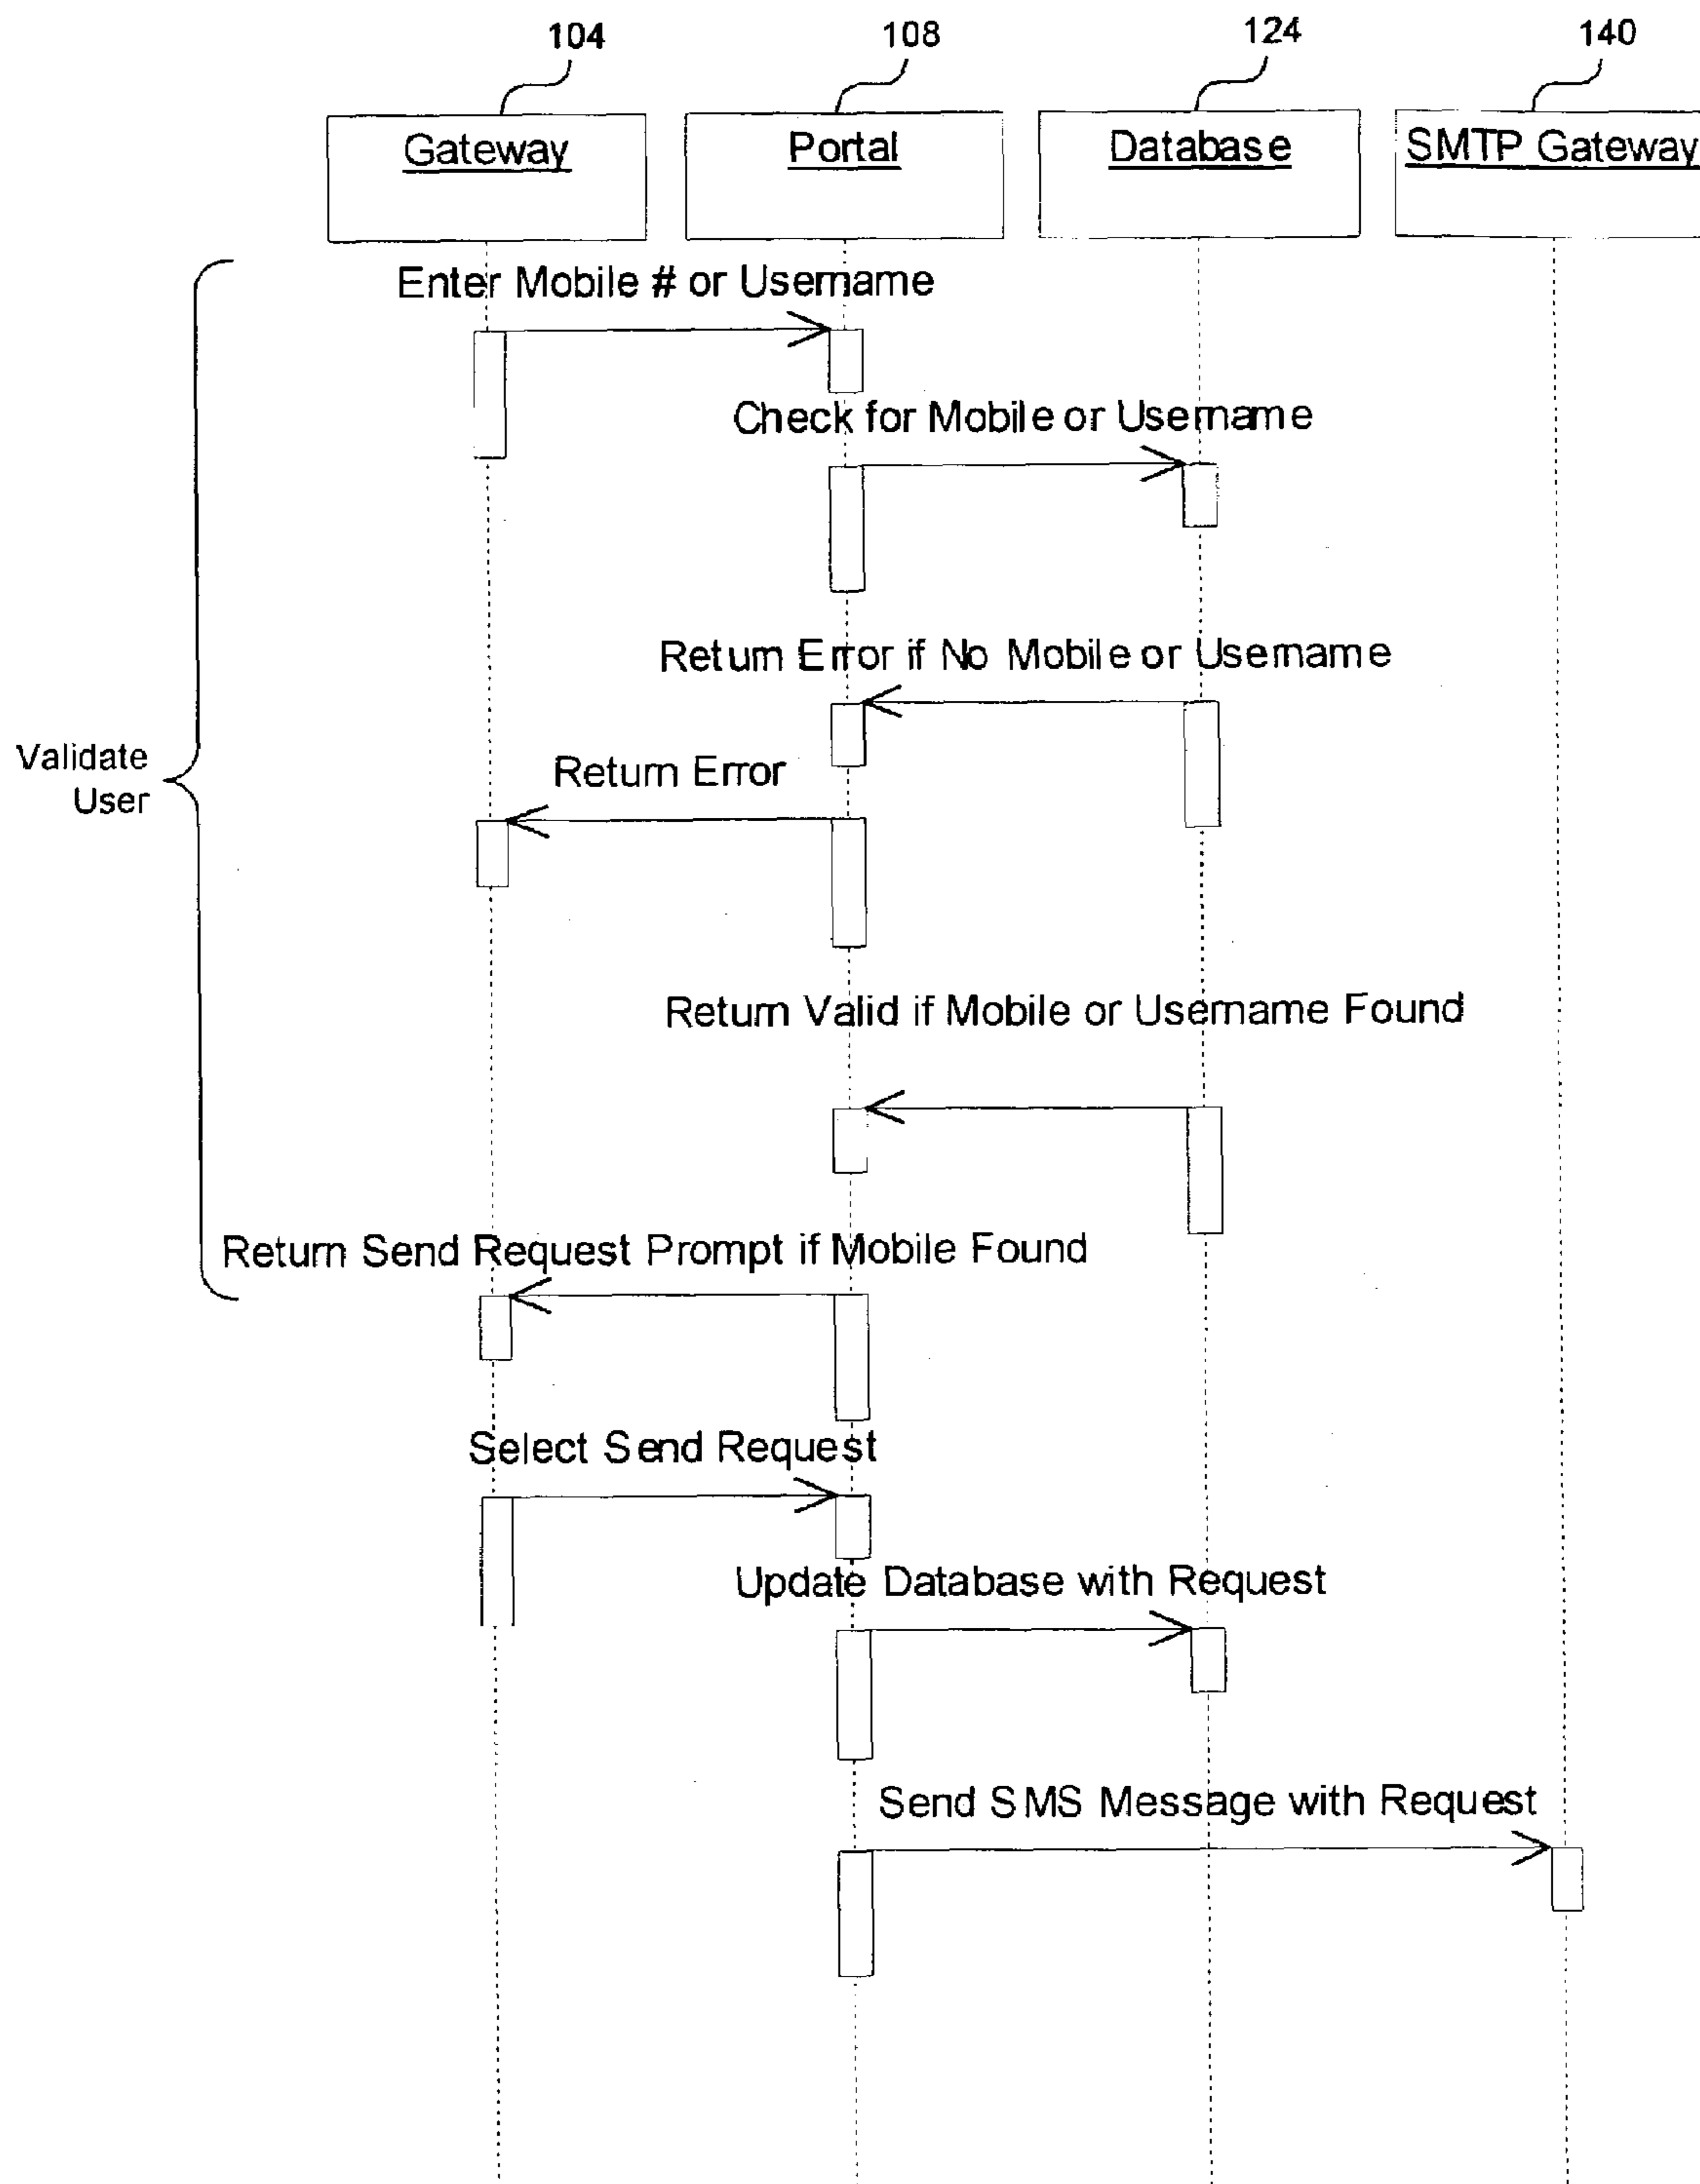 104
108
124
140
Gateway
Portal
Database
SMTP Gateway
Enter Mobile # or Username
Check for Mobile or Username
Return Error if No Mobile or Username
Validate
User
Return Error
Return Valid if Mobile or Username Found
Return Send Request Prompt if Mobile Found
Select Send Request
Update Database with Request
Send SMS Message with Request